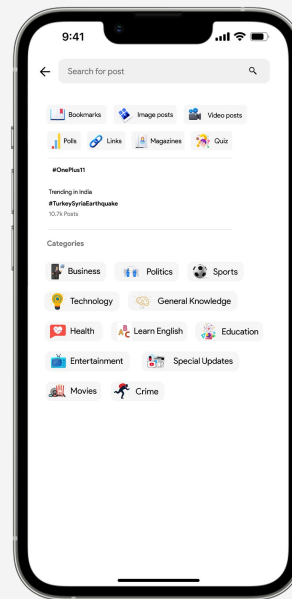 9:41
Search for post
Bookmarks Image posts Video posts
Polls Links Magazines Quiz
#OnePlus11
Trending in India
#TurkeySyriaEarthquake
10.7k Posts
Categories
Business Politics Sports
Technology General Knowledge
Health Learn English Education
Entertainment Special Updates
Movies Crime